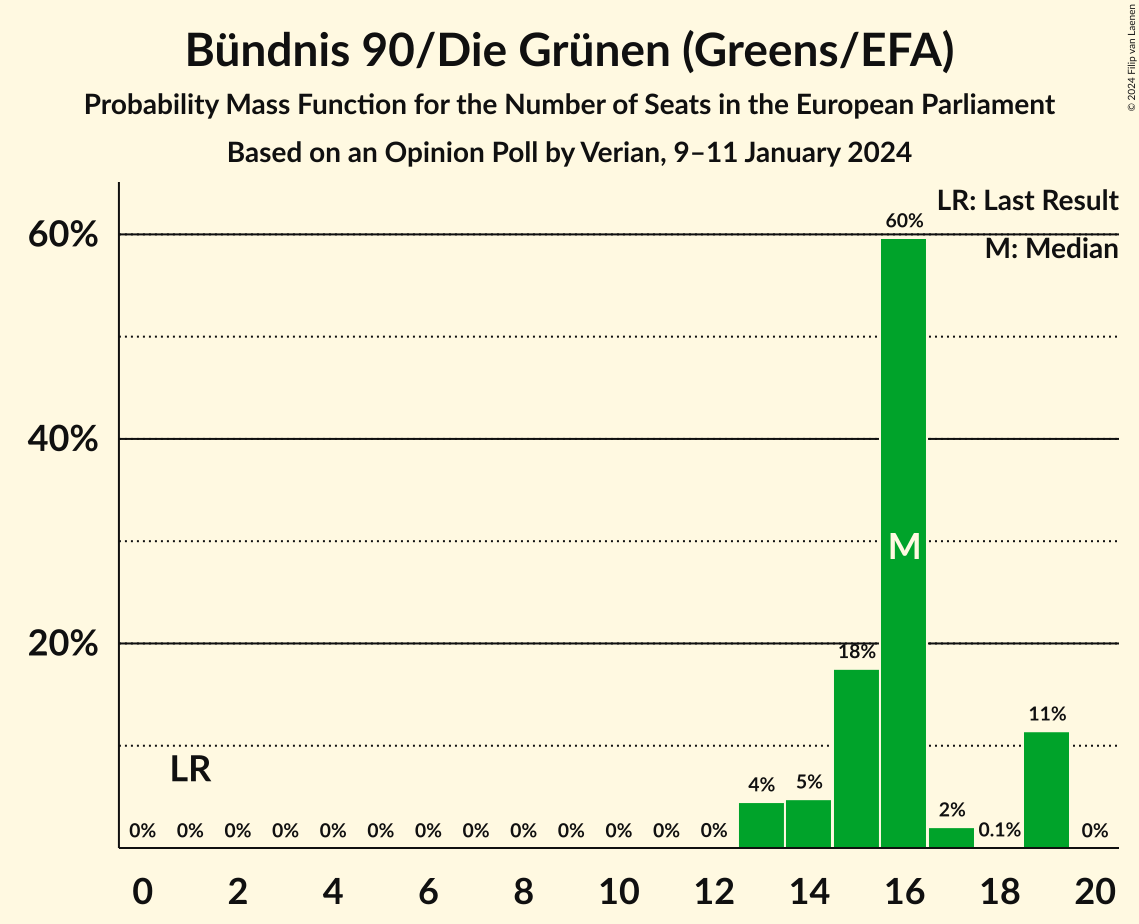 Bündnis 90/Die Grünen (Greens/EFA)
Probability Mass Function for the Number of Seats in the European Parliament
Based on an Opinion Poll by Verian, 9–11 January 2024
© 2024 Filip van Laenen
LR: Last Result
M: Median
60%
40%
20%
60%
M
18%
11%
LR
4%
5%
2%
0% 0% 0% 0% 0% 0% 0% 0% 0% 0% 0% 0% 0% 0.1% 0%
0 2 4 6 8 10 12 14 16 18 20